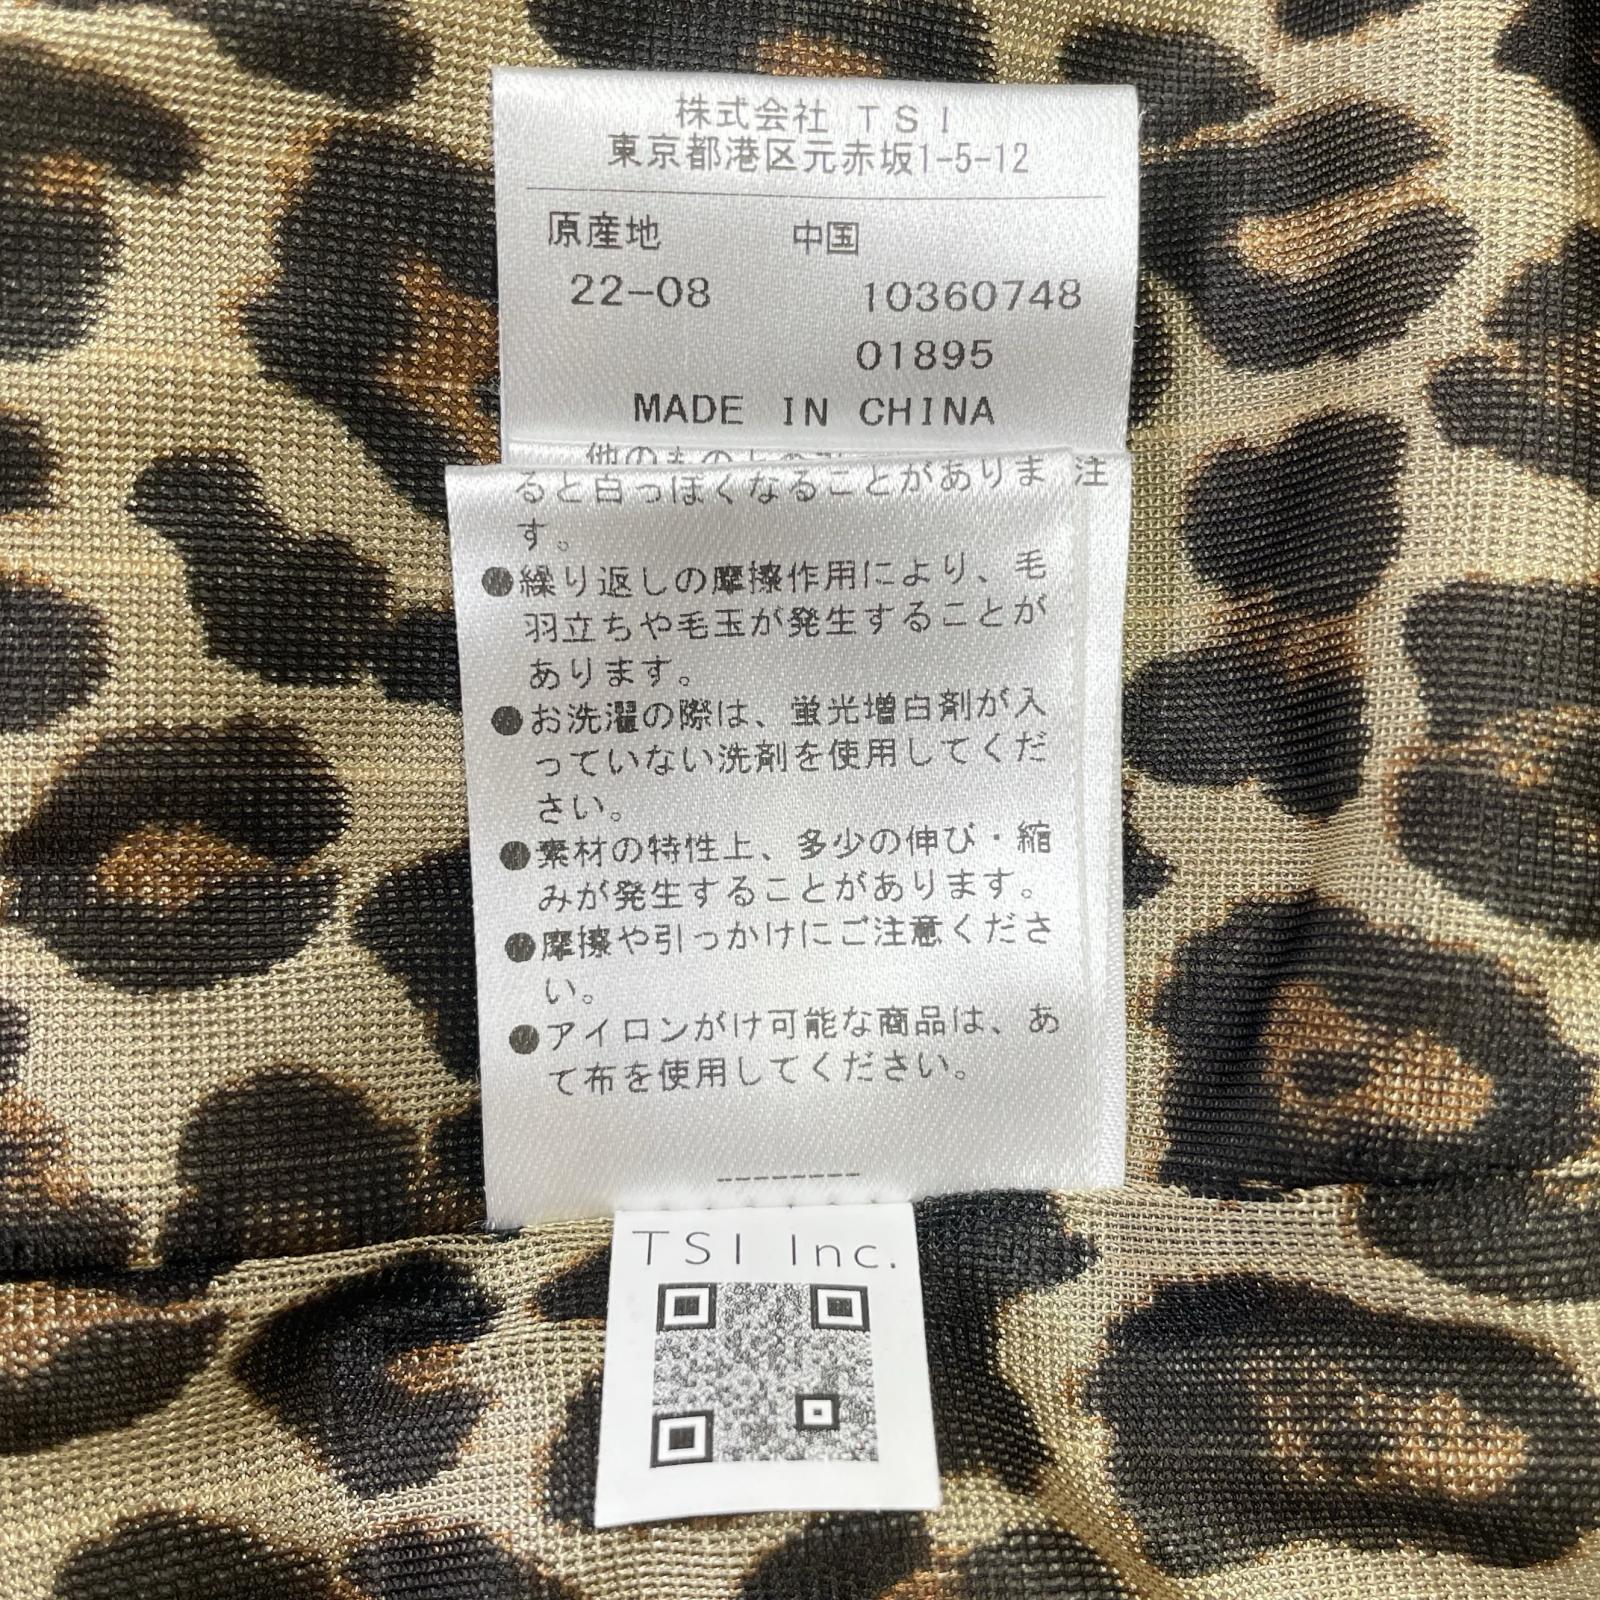 株式会社 TSI
東京都港区元赤坂1-5-12
原産地 中国
22-08 10360748
01895
MADE IN CHINA
他のもの
ると白っぽくなることがありま 注
す。
●繰り返しの摩擦作用により、毛
羽立ちや毛玉が発生することが
あります。
●お洗濯の際は、蛍光増白剤が入
っていない洗剤を使用してくだ
さい。
●素材の特性上、多少の伸び・縮
みが発生することがあります。
●摩擦や引っかけにご注意くださ
い。
●アイロンがけ可能な商品は、あ
て布を使用してください。
---------
TSI Inc.